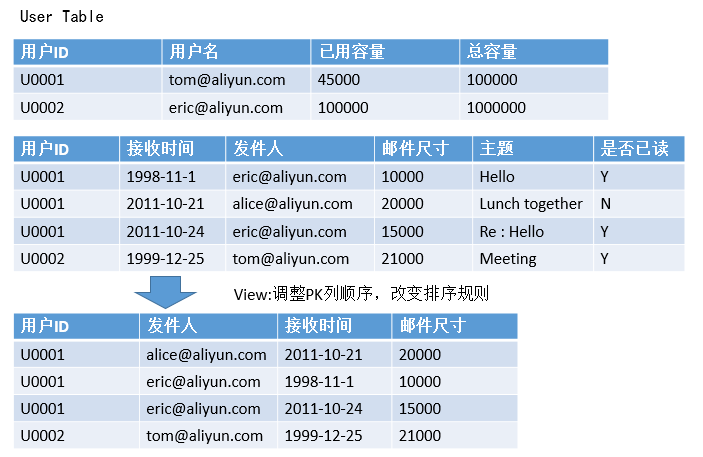 User Table
用户ID 用户名 已用容量 总容量
U0001 tom@aliyun.com 45000 100000
U0002 eric@aliyun.com 100000 1000000
用户ID 接收时间 发件人 邮件尺寸 主题 是否已读
U0001 1998-11-1 eric@aliyun.com 10000 Hello Y
U0001 2011-10-21 alice@aliyun.com 20000 Lunch together N
U0001 2011-10-24 eric@aliyun.com 15000 Re : Hello Y
U0002 1999-12-25 tom@aliyun.com 21000 Meeting Y
View:调整PK列顺序，改变排序规则
用户ID 发件人 接收时间 邮件尺寸
U0001 alice@aliyun.com 2011-10-21 20000
U0001 eric@aliyun.com 1998-11-1 10000
U0001 eric@aliyun.com 2011-10-24 15000
U0002 tom@aliyun.com 1999-12-25 21000